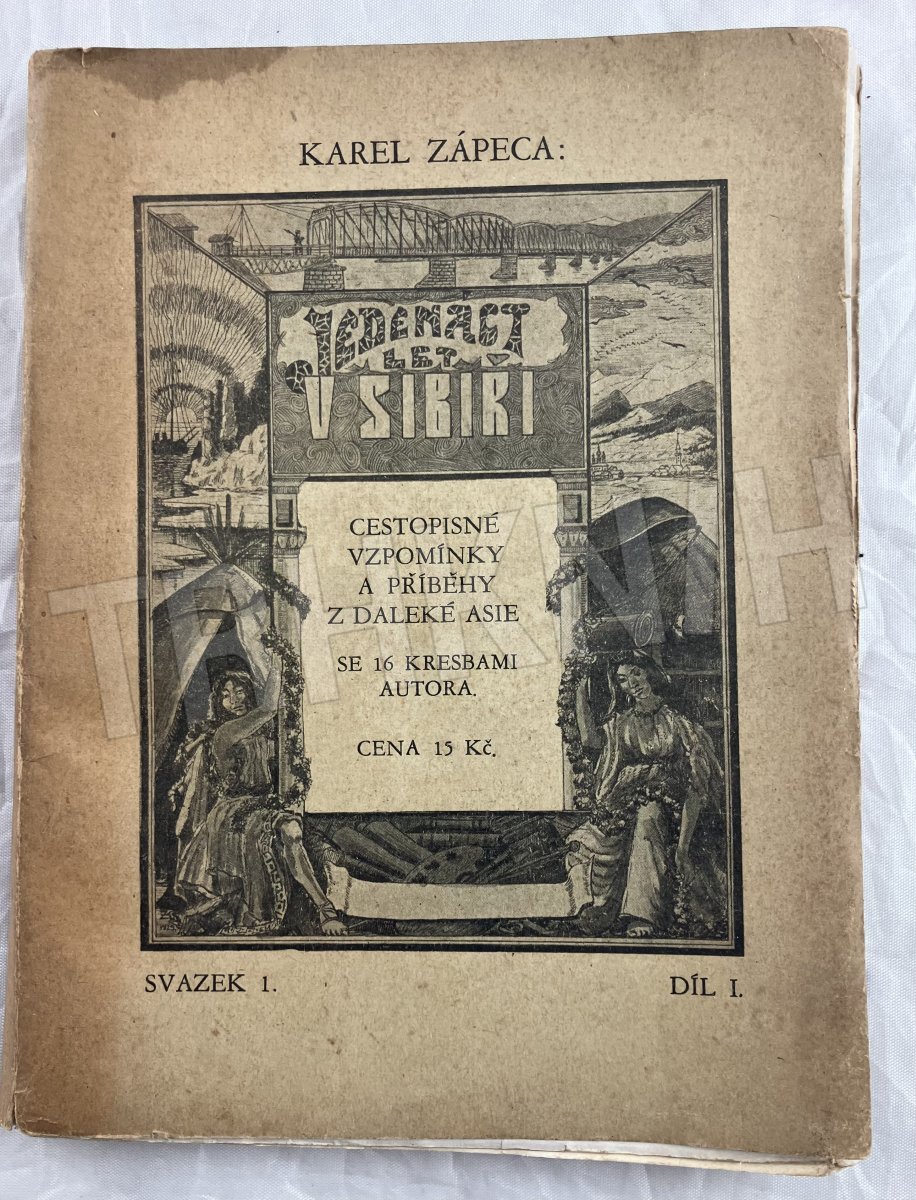 KAREL ZÁPECA:
JEDENÁCT
LET
V SIBIŘI
CESTOPISNÉ
VZPOMÍNKY
A PŘÍBĚHY
Z DALEKÉ ASIE
SE 16 KRESBAMI
AUTORA.
CENA 15 Kč.
SVAZEK 1.
DÍL I.
TRHKNIH